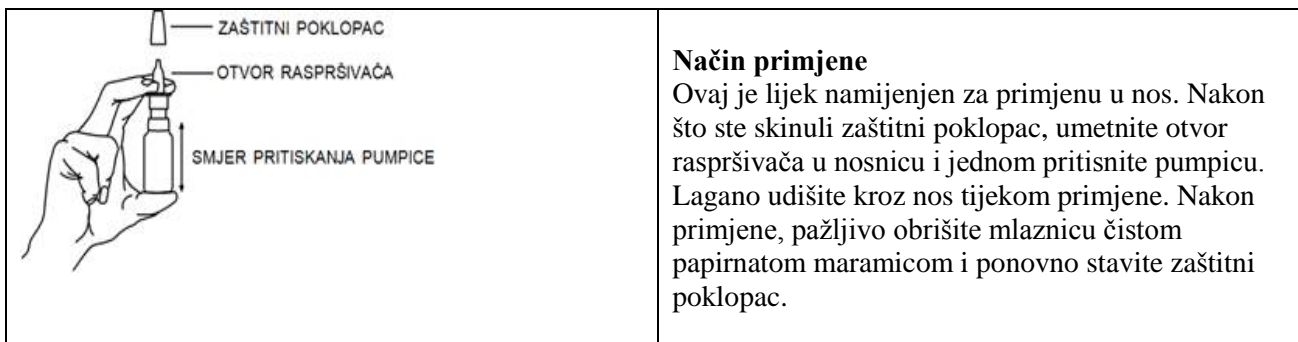 ZAŠTITNI POKLOPAC
OTVOR RASPRŠIVAČA
SMJER PRITISKANJA PUMPICE
Način primjene
Ovaj je lijek namijenjen za primjenu u nos. Nakon
što ste skinuli zaštitni poklopac, umetnite otvor
raspršivača u nosnicu i jednom pritisnite pumpicu.
Lagano udišite kroz nos tijekom primjene. Nakon
primjene, pažljivo obrišite mlaznicu čistom
papirnatom maramicom i ponovno stavite zaštitni
poklopac.